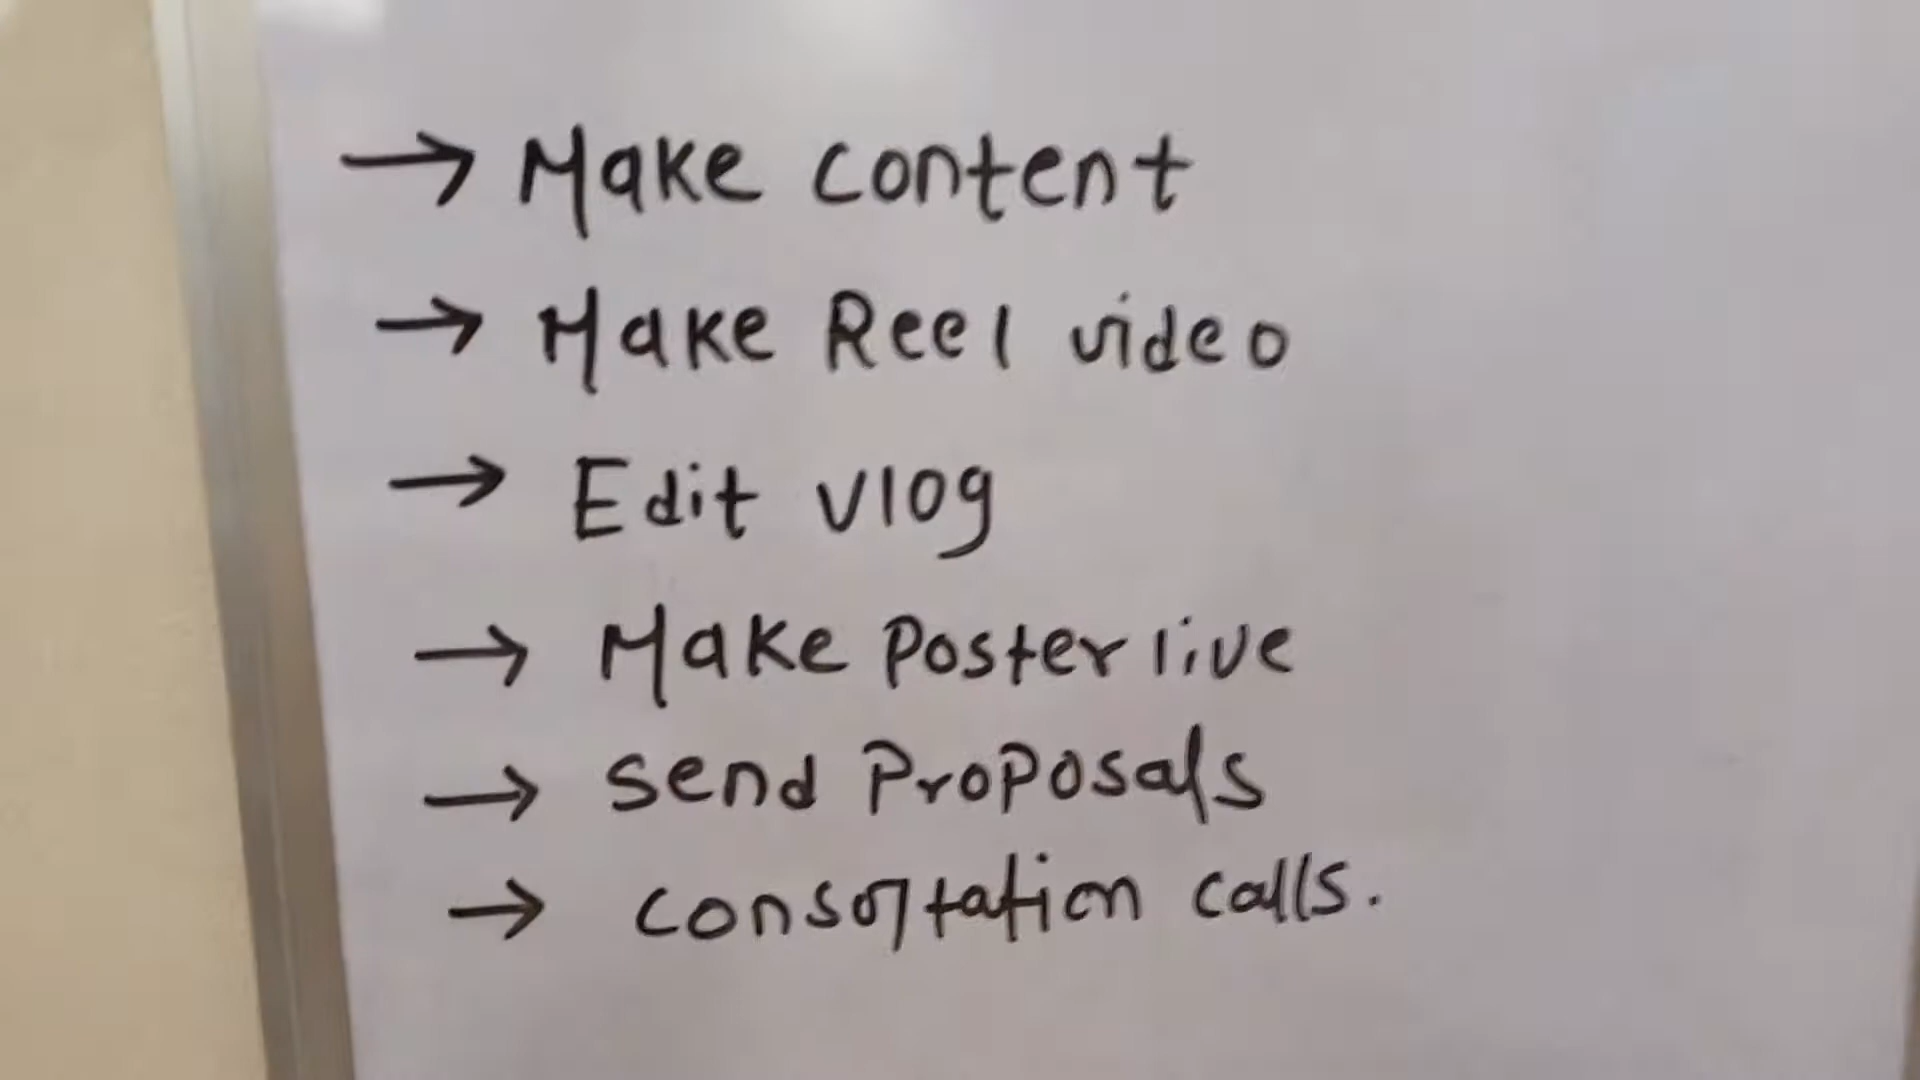 → Make content
→ Make Reel video
→ Edit vlog
→ Make Poster live
→ Send Proposals
→ consoltation calls.